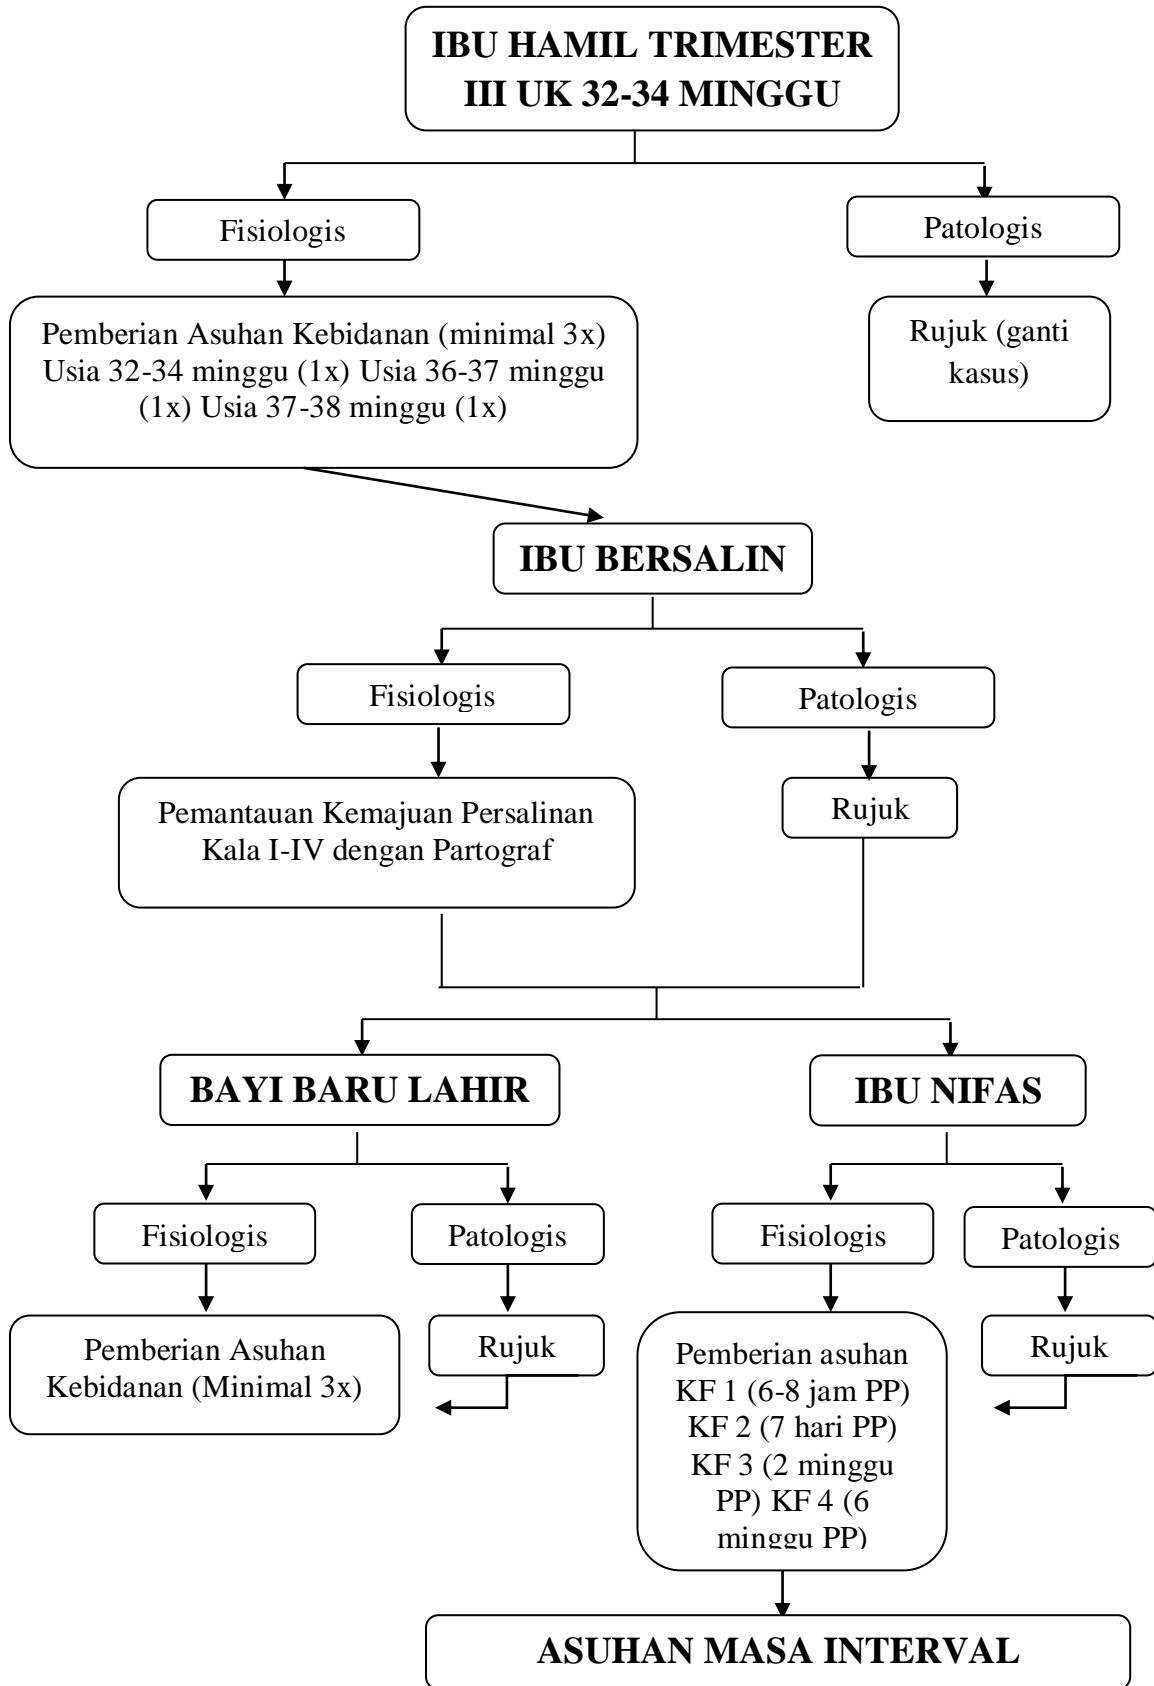 IBU HAMIL TRIMESTER
III UK 32-34 MINGGU
Fisiologis
Patologis
Pemberian Asuhan Kebidanan (minimal 3x)
Usia 32-34 minggu (1x) Usia 36-37 minggu
(1x) Usia 37-38 minggu (1x)
Rujuk (ganti
kasus)
IBU BERSALIN
Fisiologis
Patologis
Pemantauan Kemajuan Persalinan
Kala I-IV dengan Partograf
Rujuk
BAYI BARU LAHIR
IBU NIFAS
Fisiologis
Patologis
Fisiologis
Patologis
Pemberian Asuhan
Kebidanan (Minimal 3x)
Rujuk
Pemberian asuhan
KF 1 (6-8 jam PP)
KF 2 (7 hari PP)
KF 3 (2 minggu
PP) KF 4 (6
minggu PP)
Rujuk
ASUHAN MASA INTERVAL